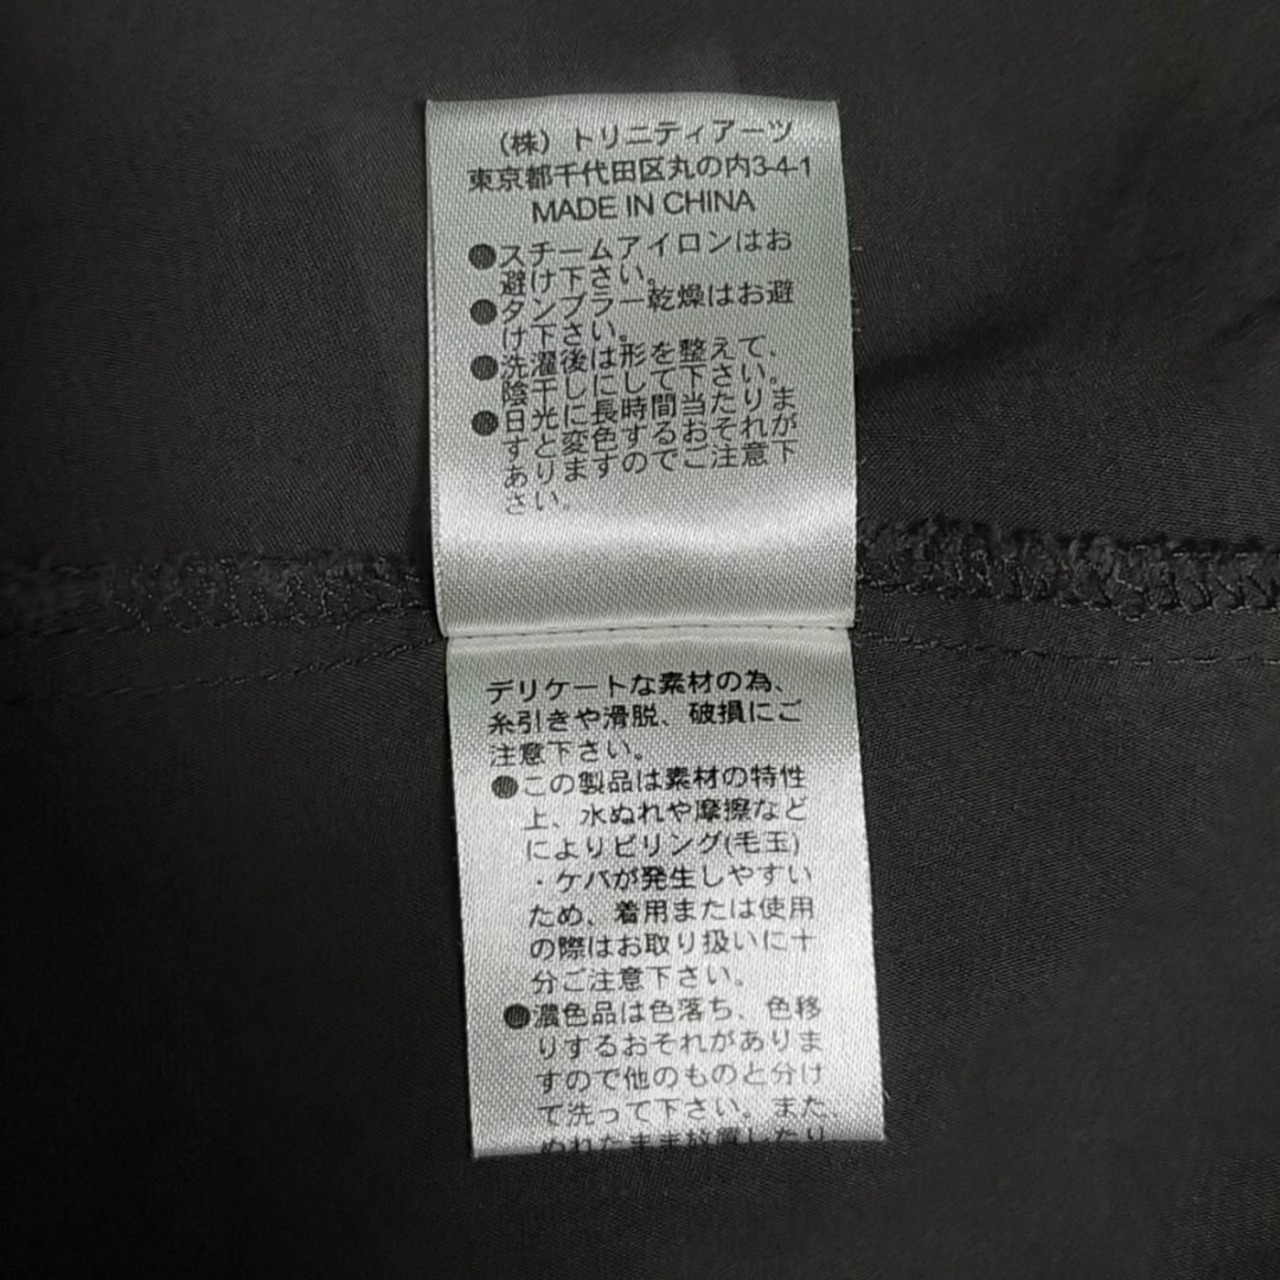 （株）トリニティアーツ
東京都千代田区丸の内3-4-1
MADE IN CHINA
●スチームアイロンはお
避け下さい。
●タンブラー乾燥はお避
け下さい。
●洗濯後は形を整えて、
陰干しにして下さい。
●日光に長時間当たりま
すと変色するおそれが
ありますのでご注意下
さい。
デリケートな素材の為、
糸引きや滑脱、破損にご
注意下さい。
●この製品は素材の特性
上、水ぬれや摩擦など
によりピリング(毛玉)
・ケバが発生しやすい
ため、着用または使用
の際はお取り扱いに十
分ご注意下さい。
●濃色品は色落ち、色移
りするおそれがありま
すので他のものと分け
て洗って下さい。また、
ぬれたまま放置したり